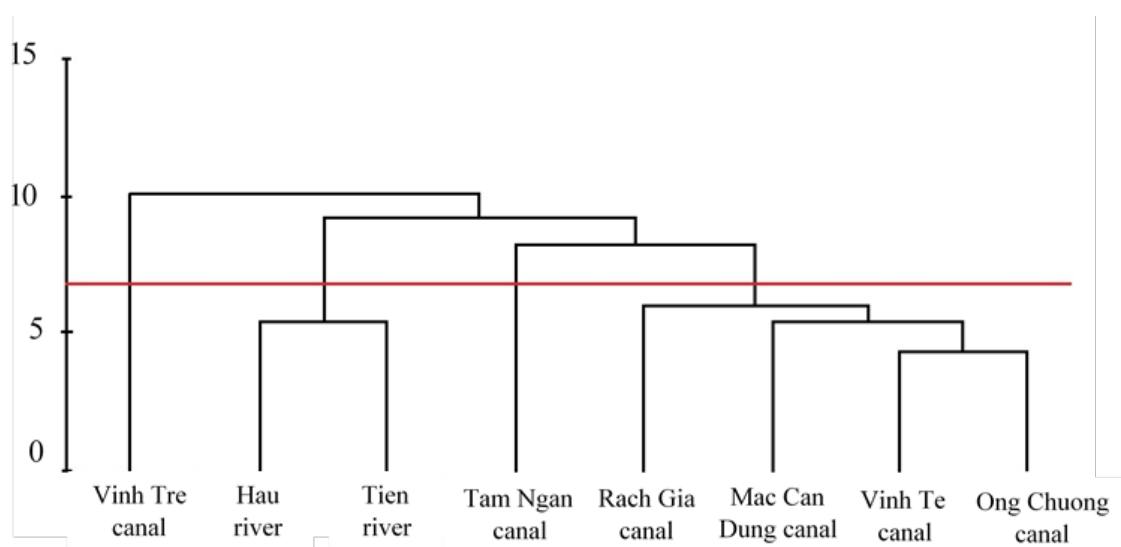 15
10
5
0
Vinh Tre
canal
Hau
river
Tien
river
Tam Ngan
canal
Rach Gia
canal
Mac Can
Dung canal
Vinh Te
canal
Ong Chuong
canal